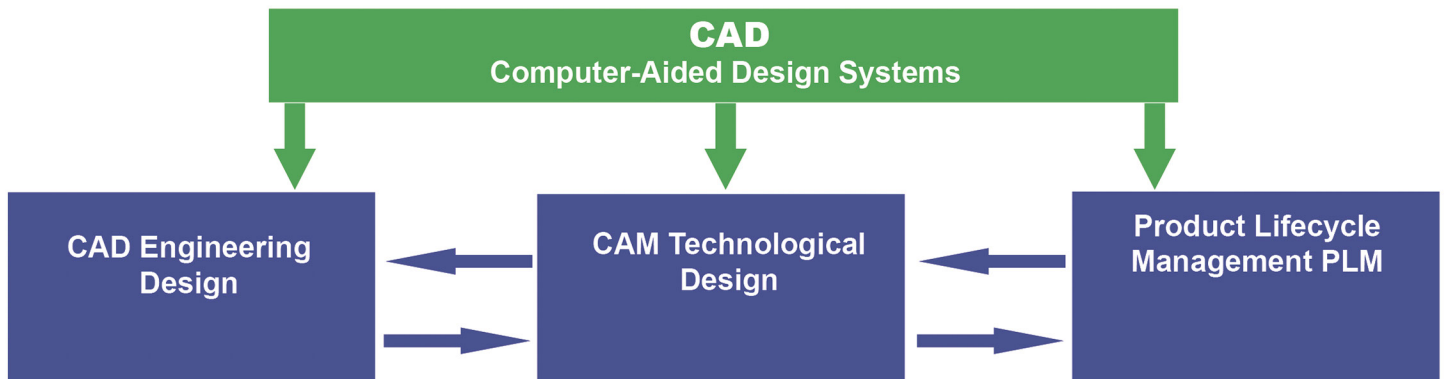 CAD
Computer-Aided Design Systems
CAD Engineering
Design
CAM Technological
Design
Product Lifecycle
Management PLM